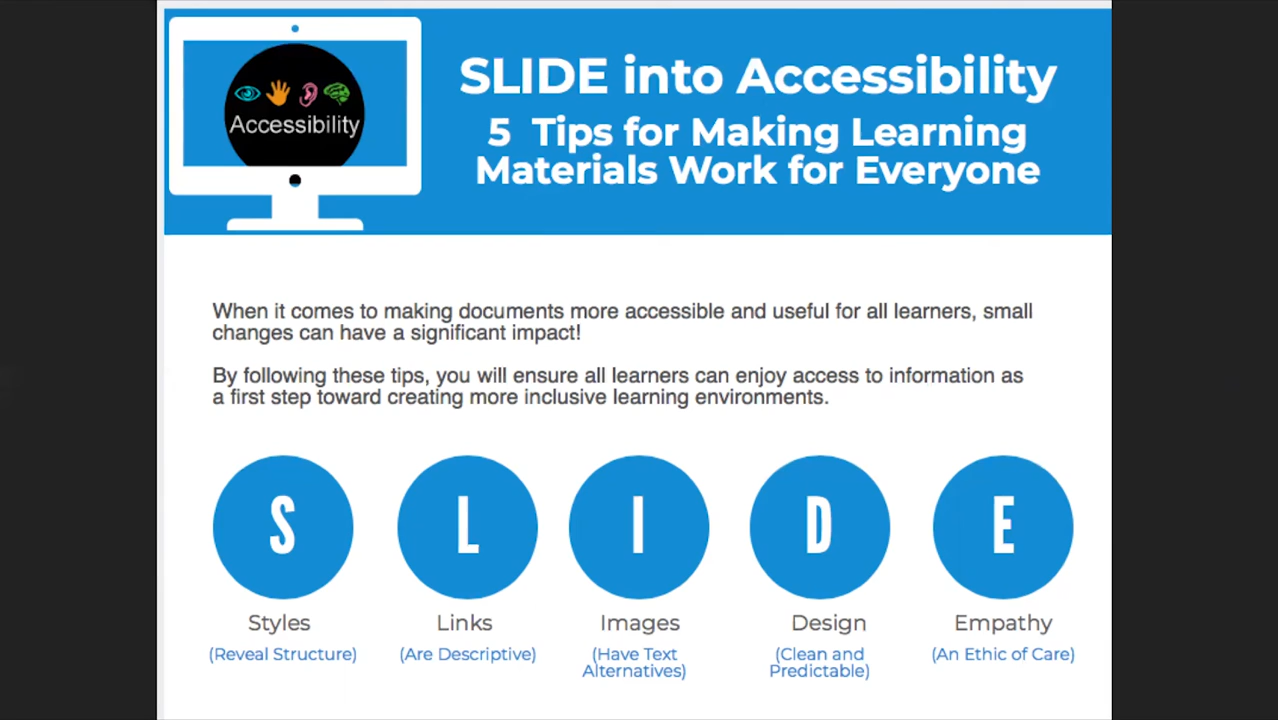 Accessibility
SLIDE into Accessibility
5 Tips for Making Learning
Materials Work for Everyone
When it comes to making documents more accessible and useful for all learners, small
changes can have a significant impact!
By following these tips, you will ensure all learners can enjoy access to information as
a first step toward creating more inclusive learning environments.
S L I D E
Styles Links Images Design Empathy
(Reveal Structure) (Are Descriptive) (Have Text (Clean and (An Ethic of Care)
Alternatives) Predictable)